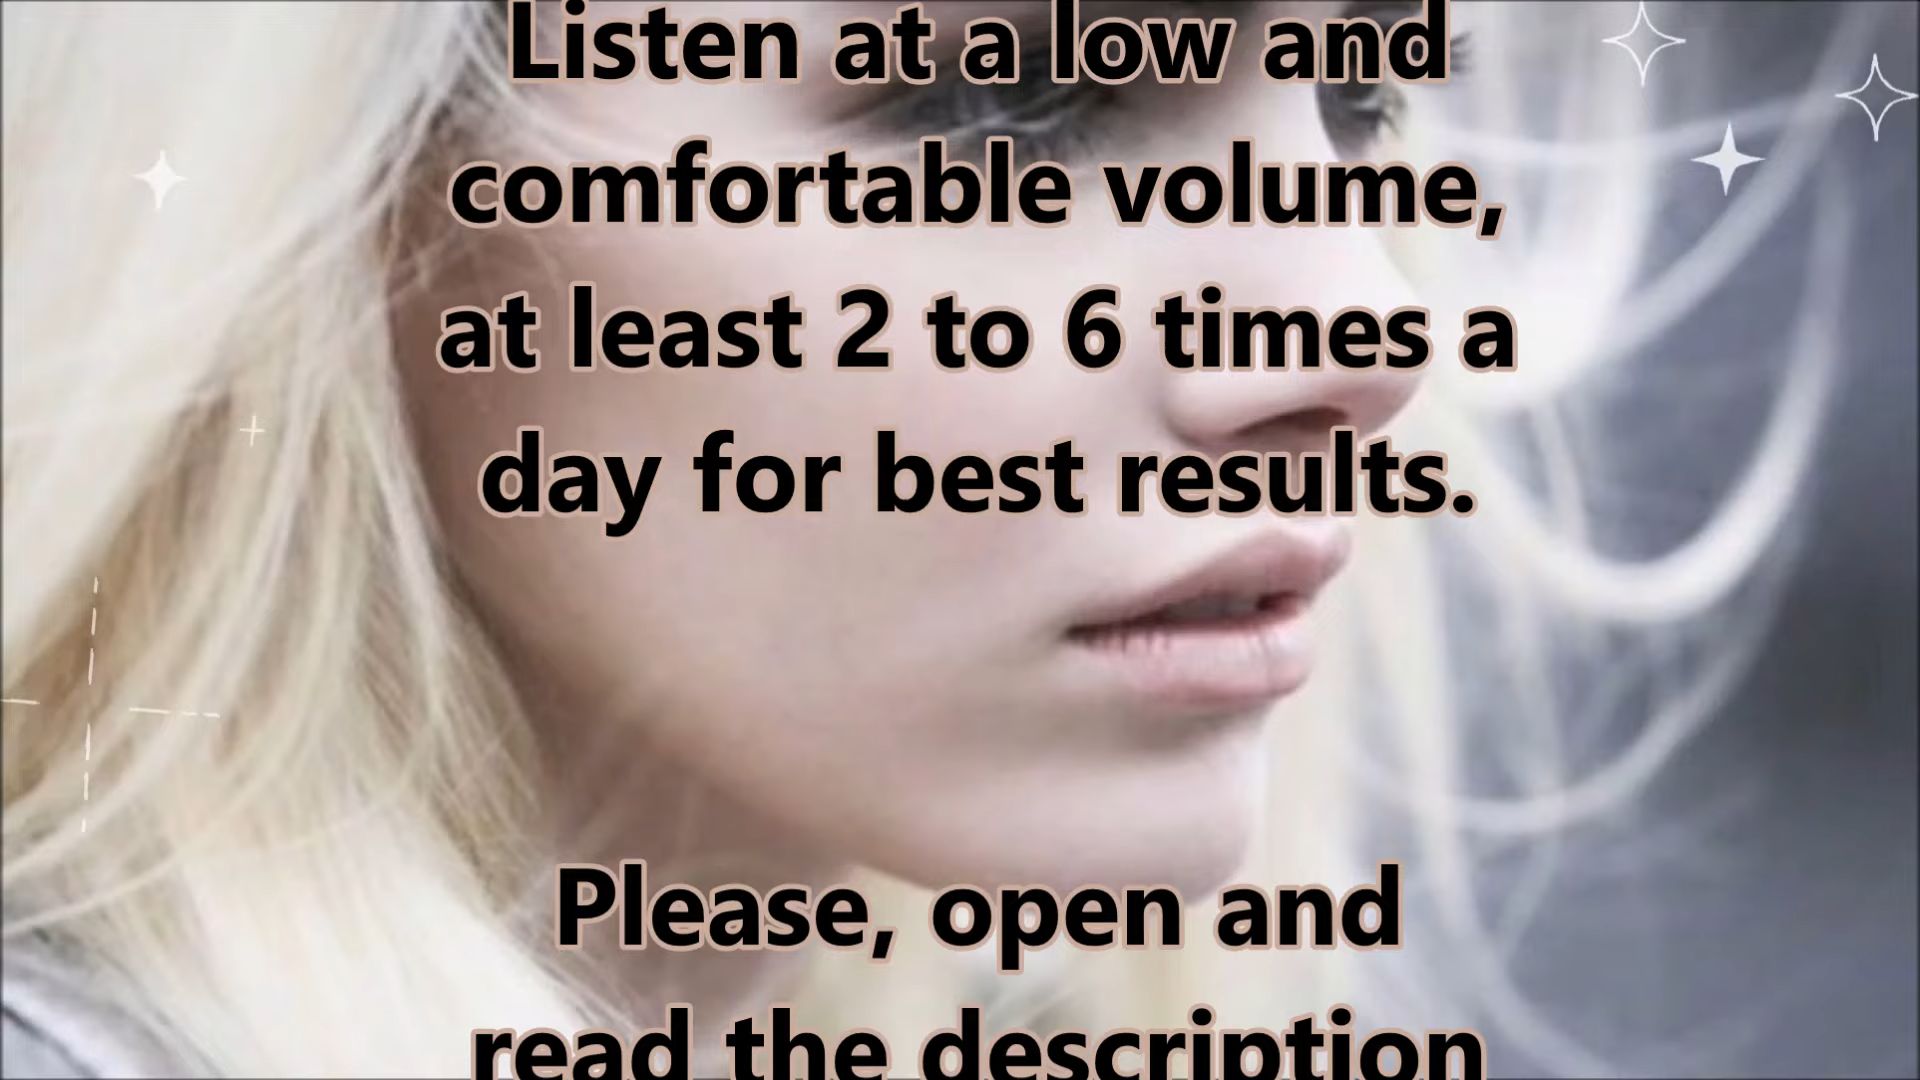 Listen at a low and
comfortable volume,
at least 2 to 6 times a
day for best results.
Please, open and
read the description